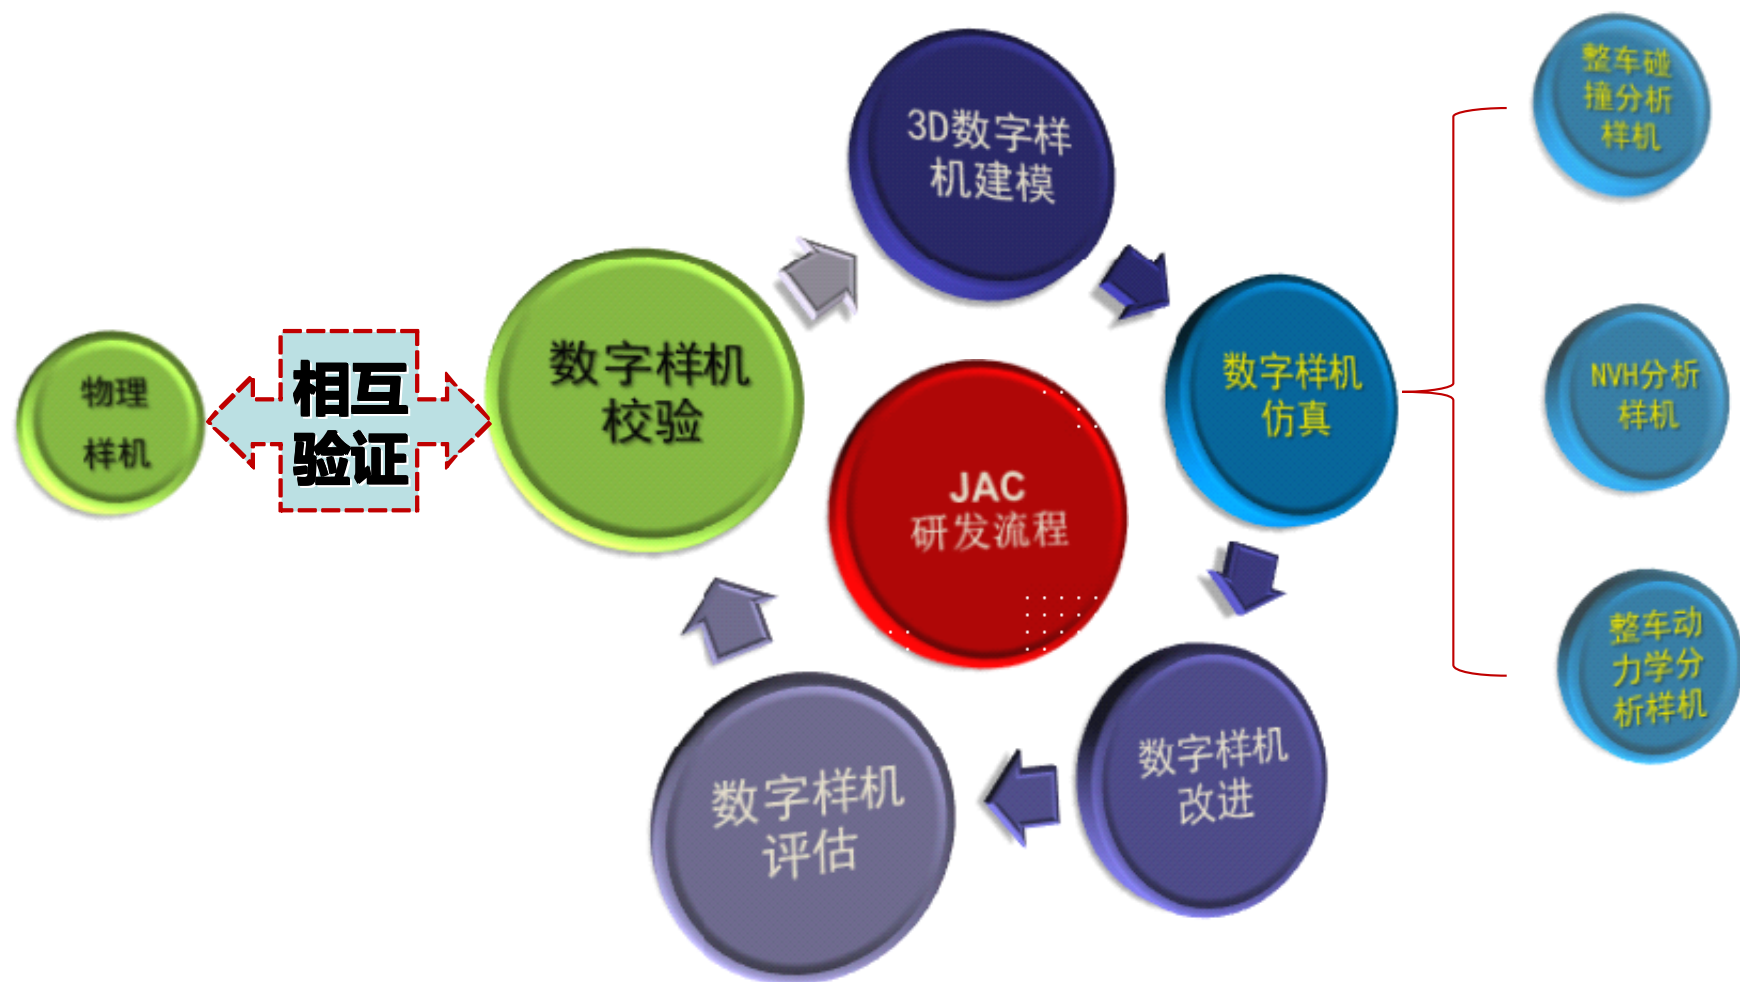 物理
样机
相互
验证
数字样机
校验
3D数字样
机建模
JAC
研发流程
数字样机
仿真
数字样机
改进
数字样机
评估
整车碰
撞分析
样机
NVH分析
样机
整车动
力学分
析样机